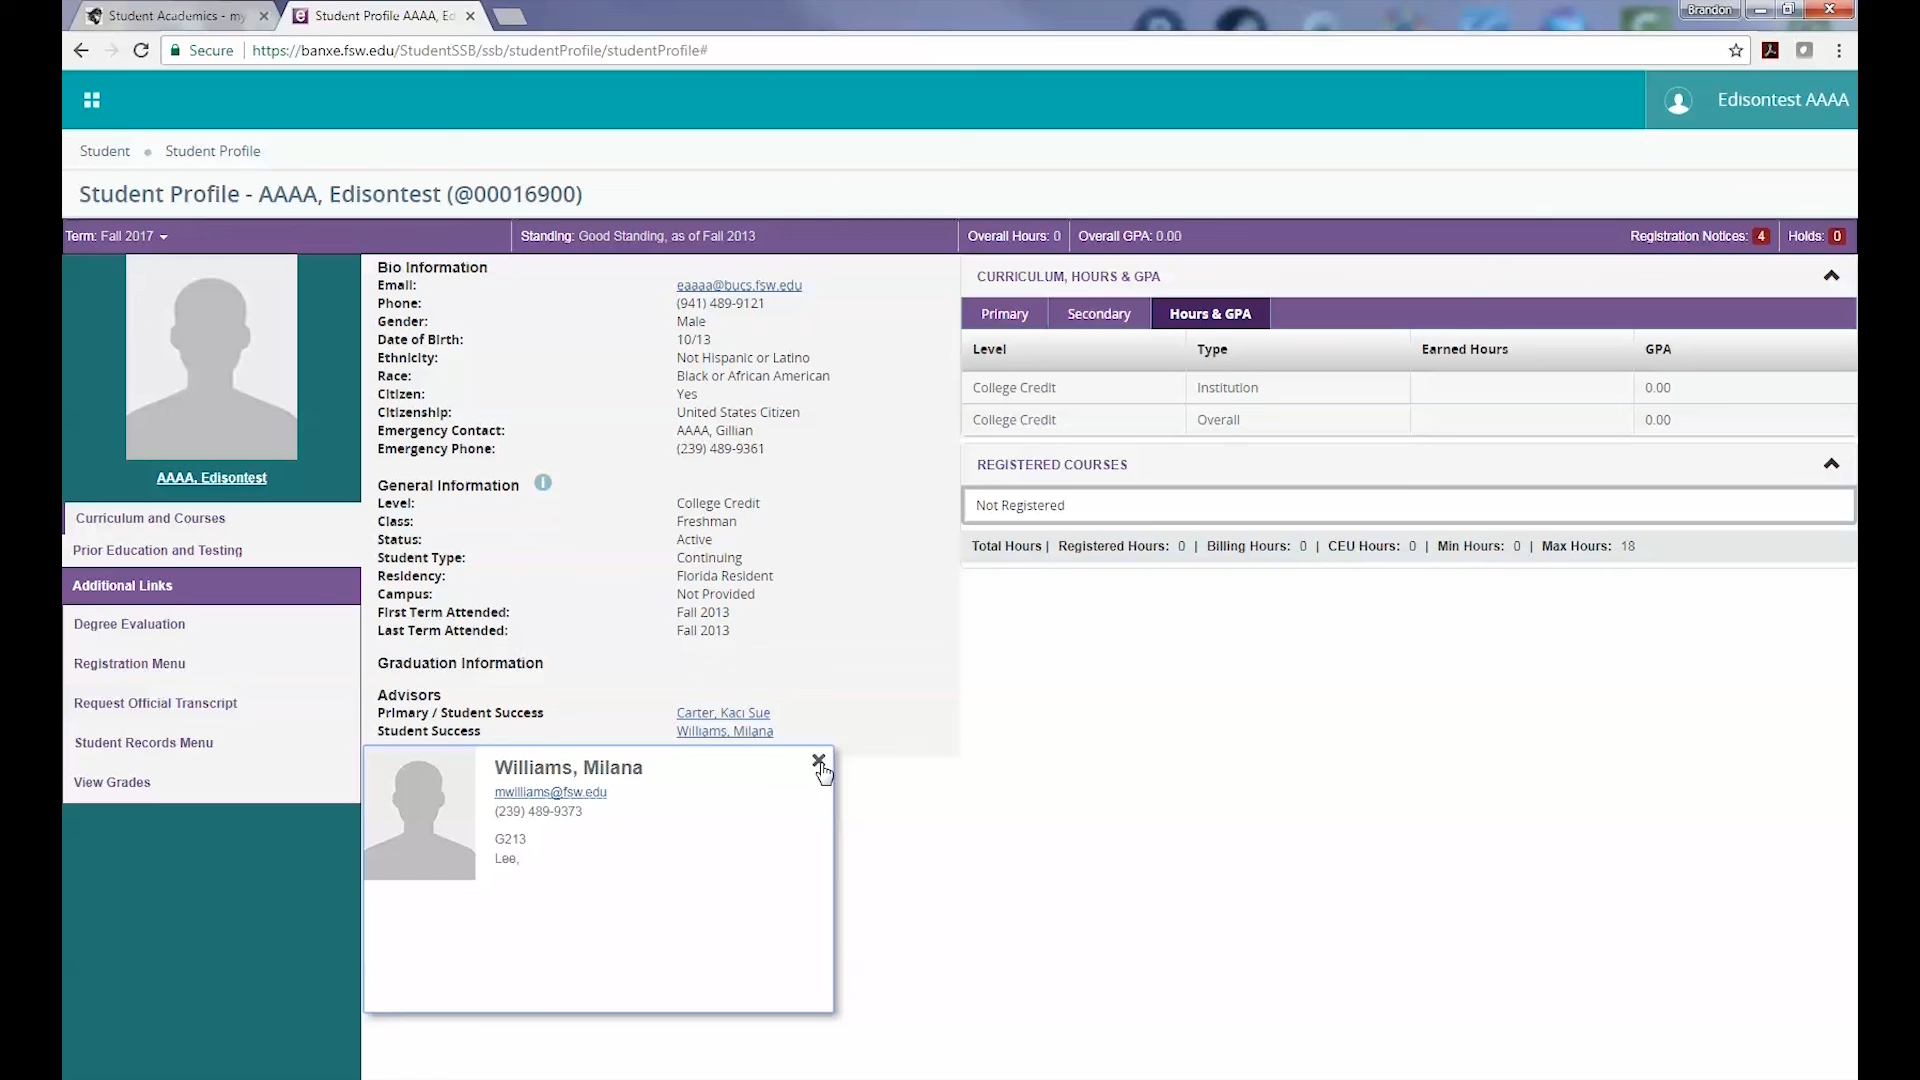 Student Academics - my
Student Profile AAAA, Ed
Brandon
Secure
https://banxe.fsw.edu/StudentSSB/ssb/studentProfile/studentProfile#
Edisontest AAAA
Student • Student Profile
Student Profile - AAAA, Edisontest (@00016900)
Term: Fall 2017
Standing: Good Standing, as of Fall 2013
Overall Hours: 0
Overall GPA: 0.00
Registration Notices: 4
Holds: 0
AAAA, Edisontest
Curriculum and Courses
Prior Education and Testing
Additional Links
Degree Evaluation
Registration Menu
Request Official Transcript
Student Records Menu
View Grades
Bio Information
Email: eaaaa@bucs.fsw.edu
Phone: (941) 489-9121
Gender: Male
Date of Birth: 10/13
Ethnicity: Not Hispanic or Latino
Race: Black or African American
Citizen: Yes
Citizenship: United States Citizen
Emergency Contact: AAAA, Gillian
Emergency Phone: (239) 489-9361
General Information
Level: College Credit
Class: Freshman
Status: Active
Student Type: Continuing
Residency: Florida Resident
Campus: Not Provided
First Term Attended: Fall 2013
Last Term Attended: Fall 2013
Graduation Information
Advisors
Primary / Student Success Carter, Kaci Sue
Student Success Williams, Milana
Williams, Milana
mwilliams@fsw.edu
(239) 489-9373
G213
Lee,
CURRICULUM, HOURS & GPA
Primary Secondary Hours & GPA
Level Type Earned Hours GPA
College Credit Institution 0.00
College Credit Overall 0.00
REGISTERED COURSES
Not Registered
Total Hours | Registered Hours: 0 | Billing Hours: 0 | CEU Hours: 0 | Min Hours: 0 | Max Hours: 18